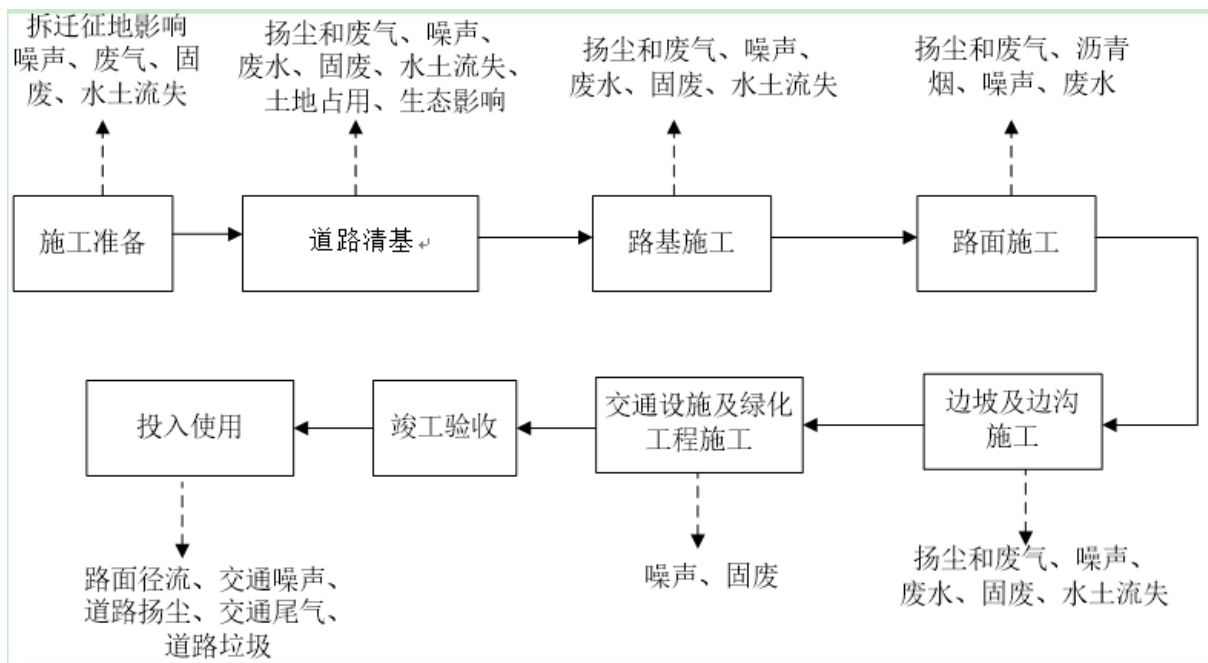 拆迁征地影响
噪声、废气、固
废、水土流失
扬尘和废气、噪声、
废水、固废、水土流失、
土地占用、生态影响
扬尘和废气、噪声、
废水、固废、水土流失
扬尘和废气、沥青
烟、噪声、废水
施工准备
道路清基
路基施工
路面施工
投入使用
竣工验收
交通设施及绿化
工程施工
边坡及边沟
施工
路面径流、交通噪声、
道路扬尘、交通尾气、
道路垃圾
噪声、固废
扬尘和废气、噪声、
废水、固废、水土流失